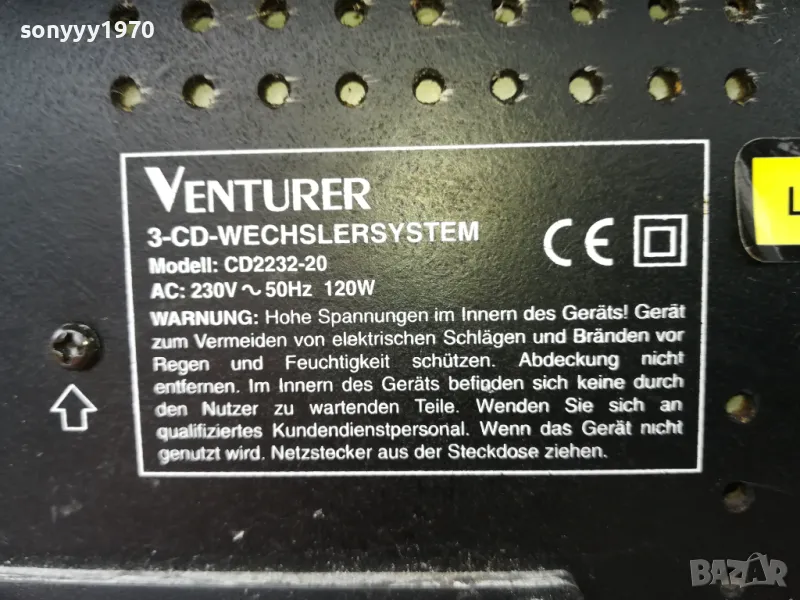 sonyyy1970
VENTURER
3-CD-WECHSLERSYSTEM
Modell: CD2232-20
AC: 230V ~ 50Hz 120W
CE
WARNUNG: Hohe Spannungen im Innern des Geräts! Gerät
zum Vermeiden von elektrischen Schlägen und Bränden vor
Regen und Feuchtigkeit schützen. Abdeckung nicht
entfernen. Im Innern des Geräts befinden sich keine durch
den Nutzer zu wartenden Teile. Wenden Sie sich an
qualifiziertes Kundendienstpersonal. Wenn das Gerät nicht
genutzt wird. Netzstecker aus der Steckdose ziehen.
L
BAZAR